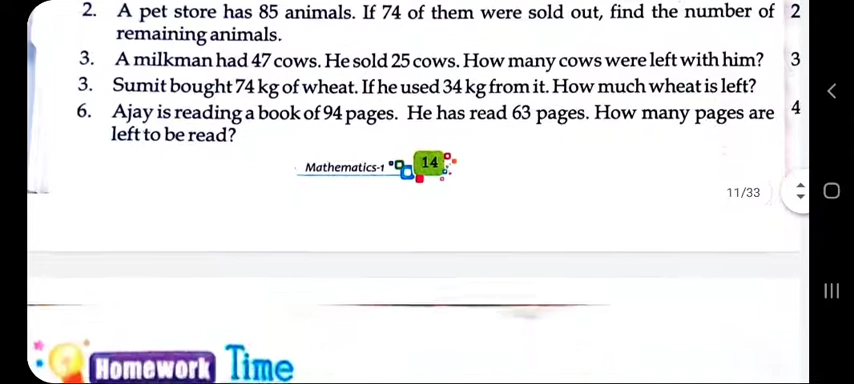 2. A pet store has 85 animals. If 74 of them were sold out, find the number of 2
remaining animals.
3. A milkman had 47 cows. He sold 25 cows. How many cows were left with him? 3
3. Sumit bought 74 kg of wheat. If he used 34 kg from it. How much wheat is left?
6. Ajay is reading a book of 94 pages. He has read 63 pages. How many pages are 4
left to be read?
Mathematics-1 14
11/33
Homework Time